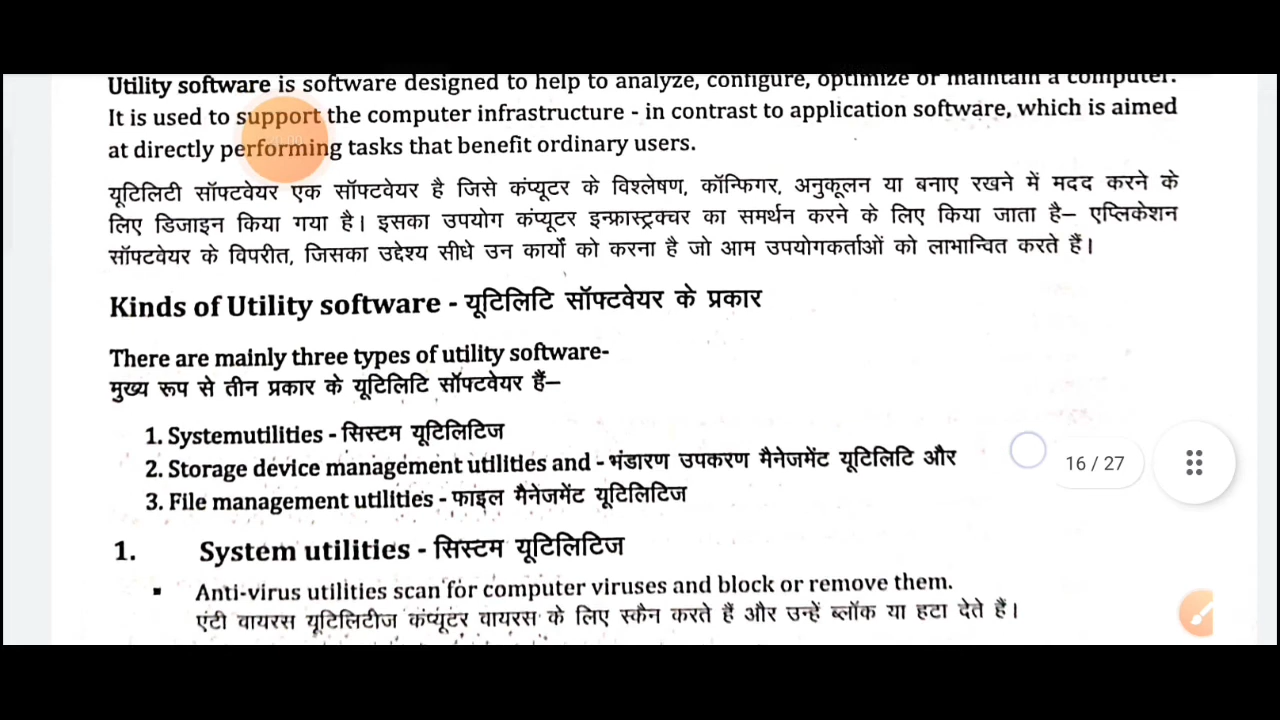 Utility software is software designed to help to analyze, configure, optimize or maintain a computer.
It is used to support the computer infrastructure - in contrast to application software, which is aimed
at directly performing tasks that benefit ordinary users.
यूटिलिटी सॉफ्टवेयर एक सॉफ्टवेयर है जिसे कंप्यूटर के विश्लेषण, कॉन्फिगर, अनुकूलन या बनाए रखने में मदद करने के
लिए डिजाइन किया गया है। इसका उपयोग कंप्यूटर इन्फ्रास्ट्रक्चर का समर्थन करने के लिए किया जाता है– एप्लिकेशन
सॉफ्टवेयर के विपरीत, जिसका उद्देश्य सीधे उन कार्यों को करना है जो आम उपयोगकर्ताओं को लाभान्वित करते हैं।
Kinds of Utility software - यूटिलिटि सॉफ्टवेयर के प्रकार
There are mainly three types of utility software-
मुख्य रूप से तीन प्रकार के यूटिलिटि सॉफ्टवेयर हैं–
1. Systemutilities - सिस्टम यूटिलिटिज
2. Storage device management utilities and - भंडारण उपकरण मैनेजमेंट यूटिलिटि और
3. File management utilities - फाइल मैनेजमेंट यूटिलिटिज
16 / 27
1. System utilities - सिस्टम यूटिलिटिज
▪ Anti-virus utilities scan for computer viruses and block or remove them.
एंटी वायरस यूटिलिटीज कंप्यूटर वायरस के लिए स्कैन करते हैं और उन्हें ब्लॉक या हटा देते हैं।